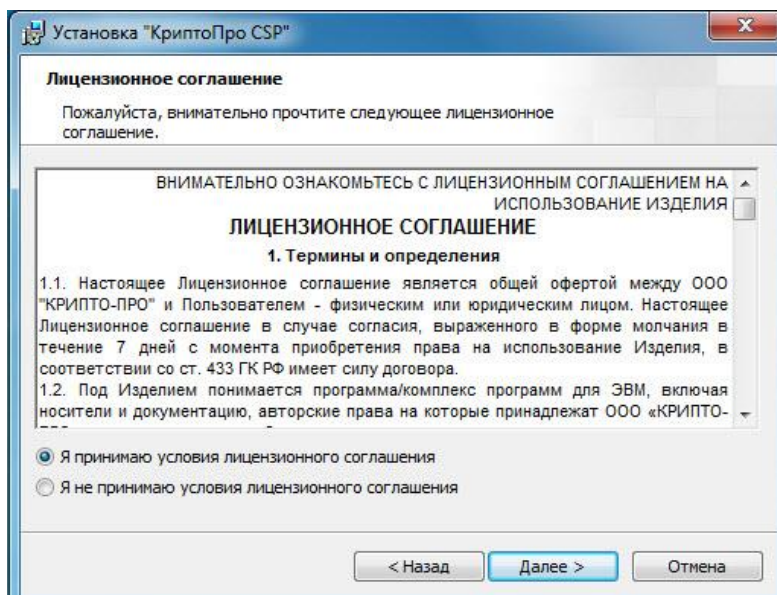 Установка "КриптоПро CSP"
Лицензионное соглашение
Пожалуйста, внимательно прочтите следующее лицензионное
соглашение.
ВНИМАТЕЛЬНО ОЗНАКОМЬТЕСЬ С ЛИЦЕНЗИОННЫМ СОГЛАШЕНИЕМ НА
ИСПОЛЬЗОВАНИЕ ИЗДЕЛИЯ
ЛИЦЕНЗИОННОЕ СОГЛАШЕНИЕ
1. Термины и определения
1.1. Настоящее Лицензионное соглашение является общей офертой между ООО
"КРИПТО-ПРО" и Пользователем - физическим или юридическим лицом. Настоящее
Лицензионное соглашение в случае согласия, выраженного в форме молчания в
течение 7 дней с момента приобретения права на использование Изделия, в
соответствии со ст. 433 ГК РФ имеет силу договора.
1.2. Под Изделием понимается программа/комплекс программ для ЭВМ, включая
носители и документацию, авторские права на которые принадлежат ООО «КРИПТО-
Я принимаю условия лицензионного соглашения
Я не принимаю условия лицензионного соглашения
< Назад
Далее >
Отмена